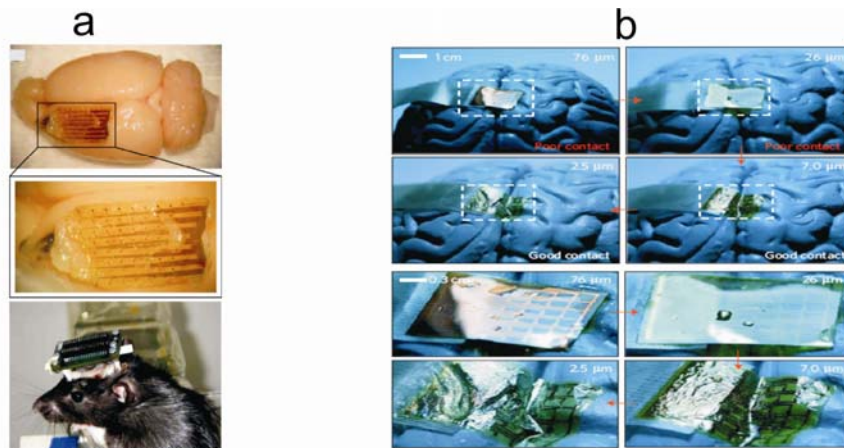 a
b
1 cm
76 µm
26 µm
Poor contact
Poor contact
2.5 µm
7.0 µm
Good contact
Good contact
0.3 cm
76 µm
26 µm
2.5 µm
7.0 µm